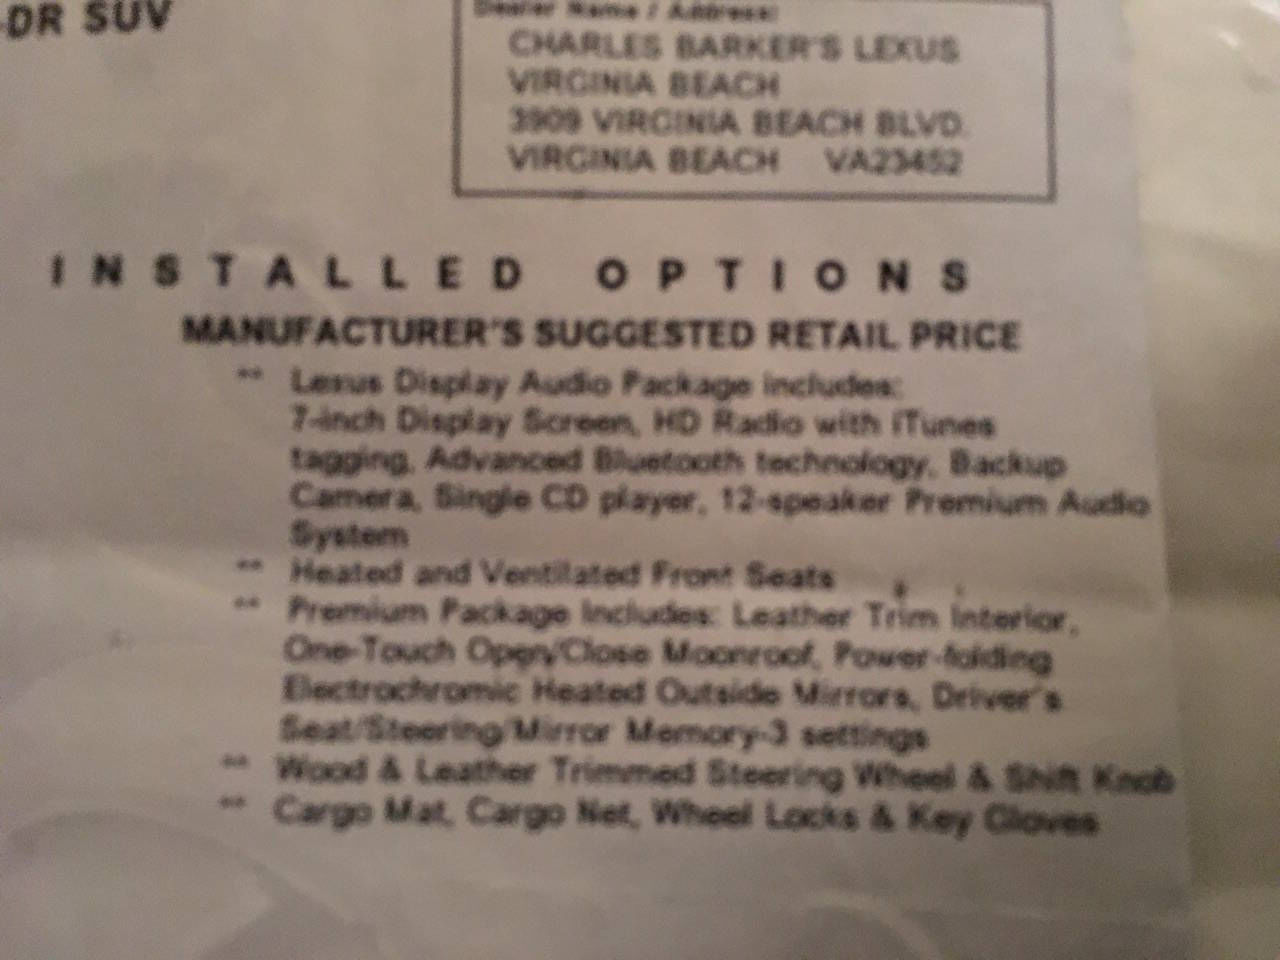 -DR SUV
Dealer Name / Address:
CHARLES BARKER'S LEXUS
VIRGINIA BEACH
3909 VIRGINIA BEACH BLVD.
VIRGINIA BEACH VA23452
INSTALLED OPTIONS
MANUFACTURER'S SUGGESTED RETAIL PRICE
** Lexus Display Audio Package includes:
7-inch Display Screen, HD Radio with iTunes
tagging, Advanced Bluetooth technology, Backup
Camera, Single CD player, 12-speaker Premium Audio
System
** Heated and Ventilated Front Seats
** Premium Package Includes: Leather Trim Interior,
One-Touch Open/Close Moonroof, Power-folding
Electrochromic Heated Outside Mirrors, Driver's
Seat/Steering/Mirror Memory-3 settings
** Wood & Leather Trimmed Steering Wheel & Shift Knob
** Cargo Mat, Cargo Net, Wheel Locks & Key Gloves